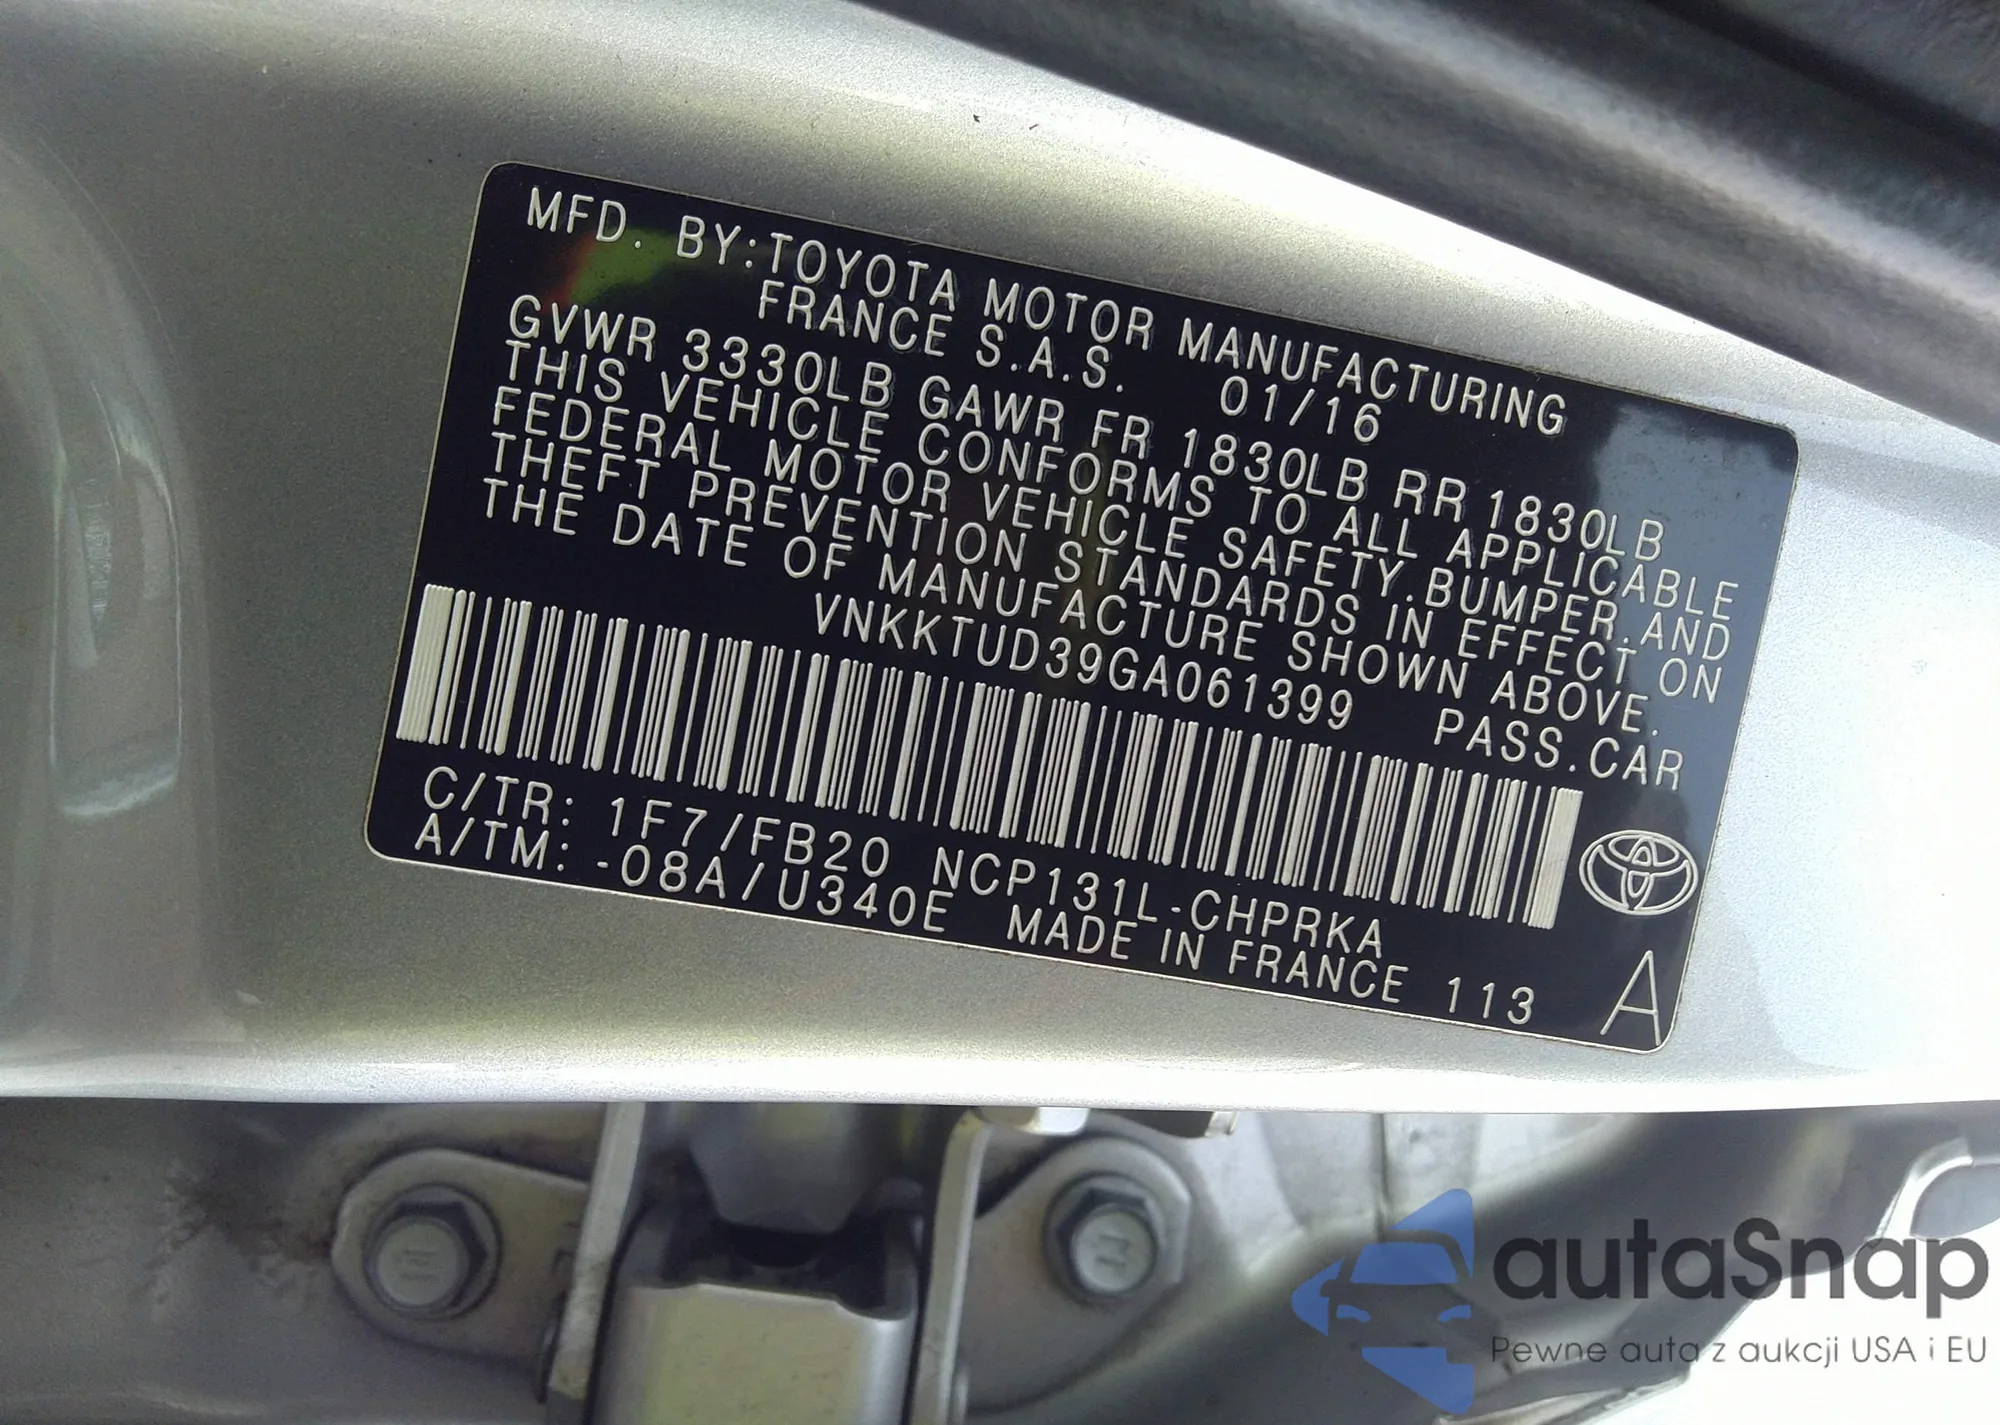 MFD. BY:TOYOTA MOTOR MANUFACTURING
FRANCE S.A.S. 01/16
GVWR 3330LB GAWR FR 1830LB RR 1830LB
THIS VEHICLE CONFORMS TO ALL APPLICABLE
FEDERAL MOTOR VEHICLE SAFETY.BUMPER.AND
THEFT PREVENTION STANDARDS IN EFFECT ON
THE DATE OF MANUFACTURE SHOWN ABOVE.
VNKKTUD39GA061399 PASS.CAR
C/TR: 1F7/FB20 NCP131L-CHPRKA
A/TM: -08A/U340E MADE IN FRANCE 113
A
autaSnap
Pewne auta z aukcji USA i EU